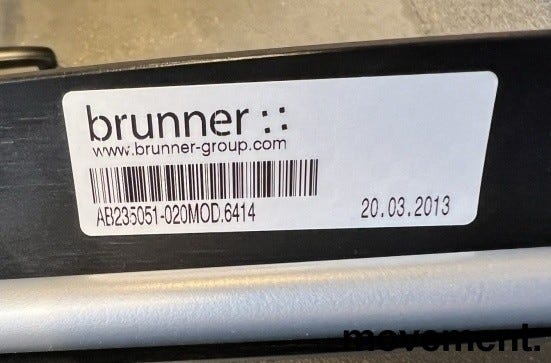 brunner ::
www.brunner-group.com
AB235051-020MOD.6414
20.03.2013
movement.